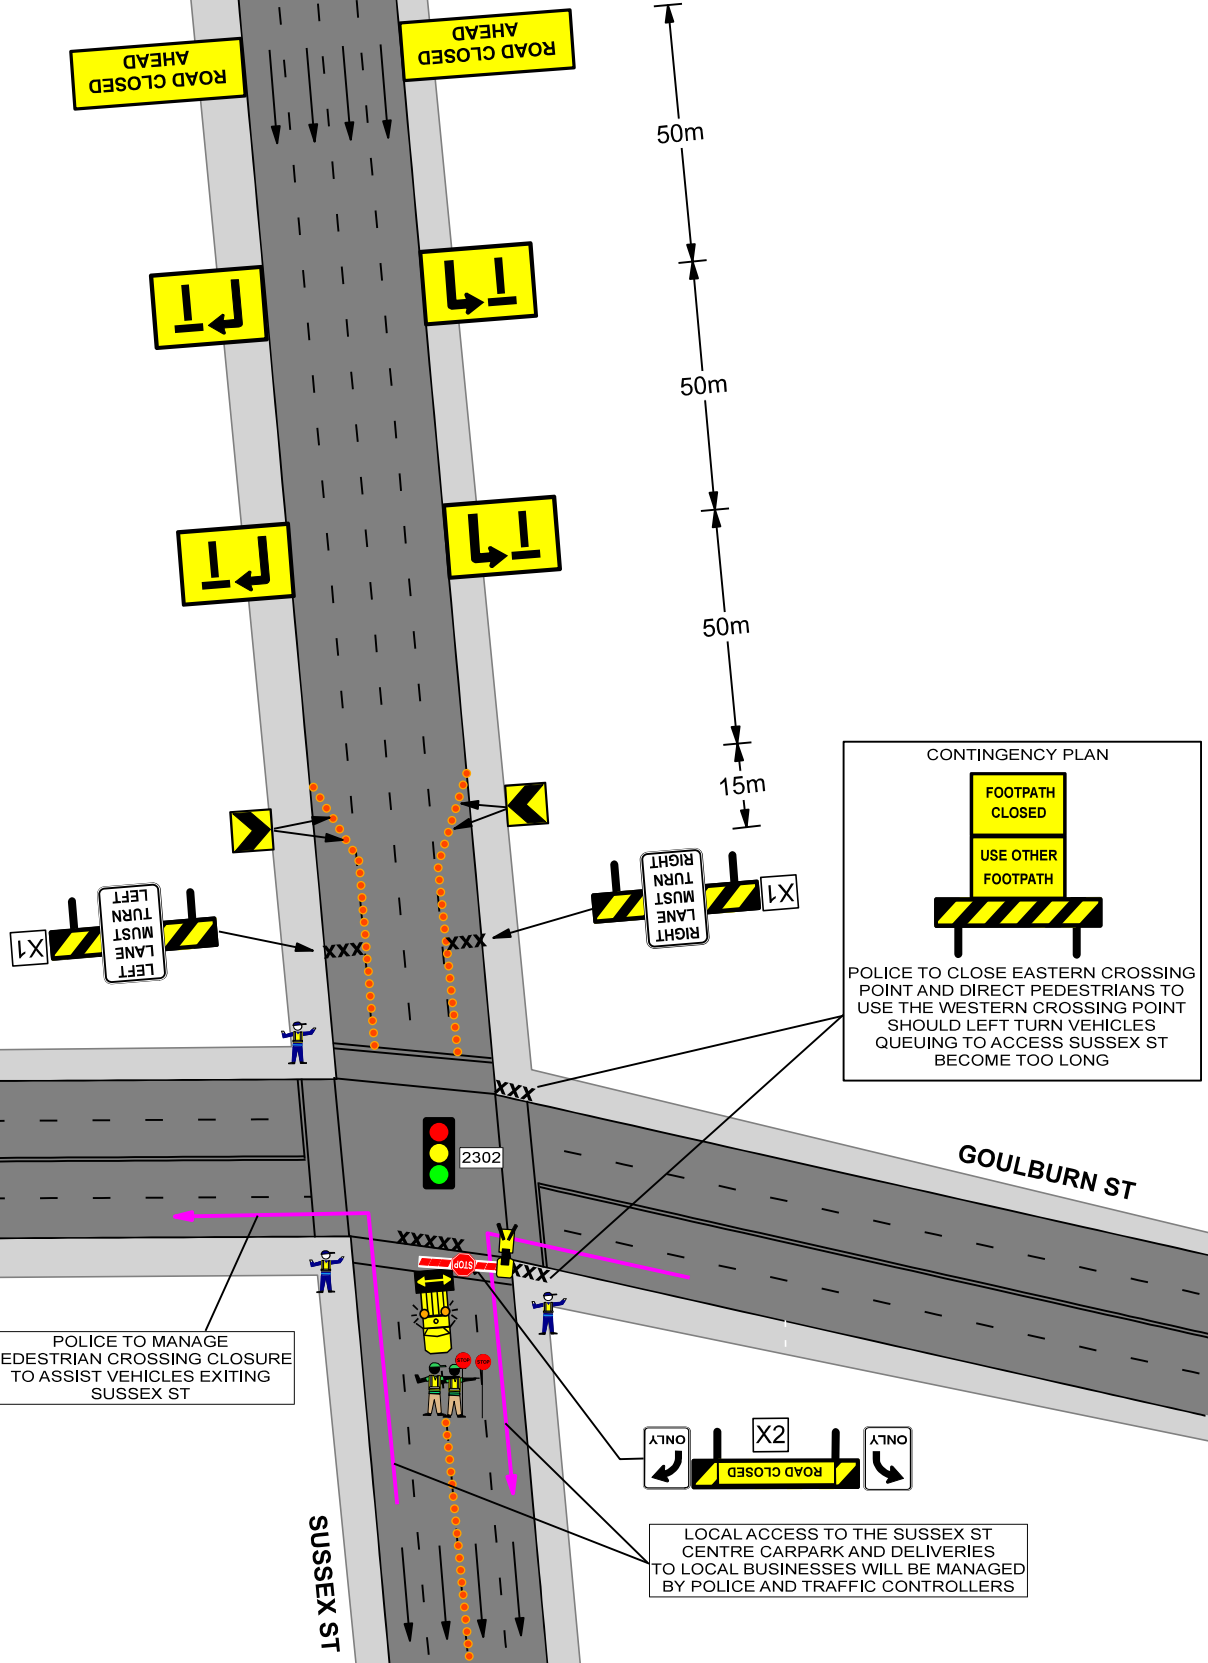 ROAD CLOSED
AHEAD
ROAD CLOSED
AHEAD
50m
50m
50m
15m
CONTINGENCY PLAN
FOOTPATH
CLOSED
USE OTHER
FOOTPATH
POLICE TO CLOSE EASTERN CROSSING
POINT AND DIRECT PEDESTRIANS TO
USE THE WESTERN CROSSING POINT
SHOULD LEFT TURN VEHICLES
QUEUING TO ACCESS SUSSEX ST
BECOME TOO LONG
X1
LEFT
LANE
MUST
TURN
LEFT
RIGHT
LANE
MUST
TURN
RIGHT
X1
XXX
XXX
XXX
2302
GOULBURN ST
XXXXX
STOP
XXX
POLICE TO MANAGE
EDESTRIAN CROSSING CLOSURE
TO ASSIST VEHICLES EXITING
SUSSEX ST
STOP
STOP
ONLY
X2
ROAD CLOSED
ONLY
LOCAL ACCESS TO THE SUSSEX ST
CENTRE CARPARK AND DELIVERIES
TO LOCAL BUSINESSES WILL BE MANAGED
BY POLICE AND TRAFFIC CONTROLLERS
SUSSEX ST